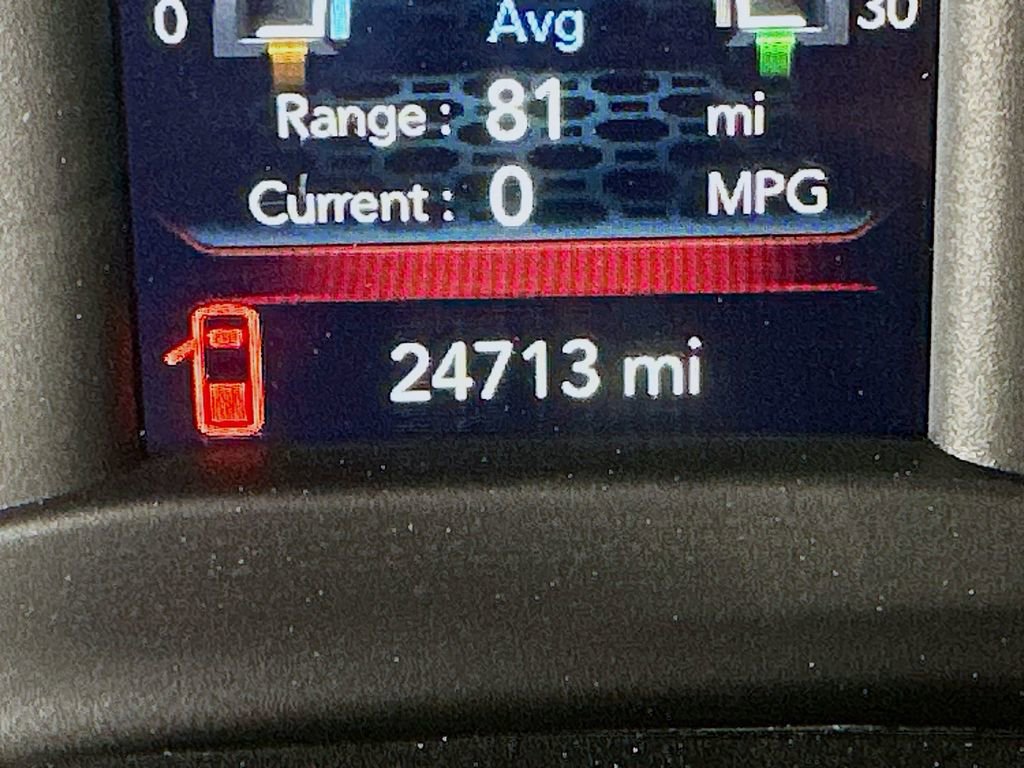 0 Avg 30
Range : 81 mi
Current : 0 MPG
24713 mi